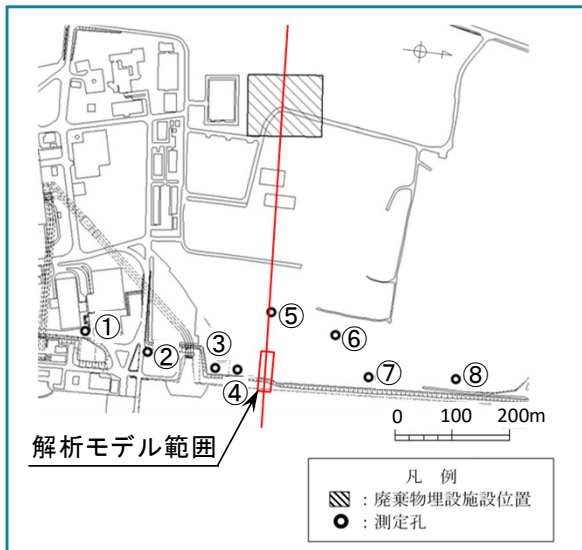 ①
②
③
④
⑤
⑥
⑦
⑧
0 100 200m
解析モデル範囲
凡 例
：廃棄物埋設施設位置
：測定孔